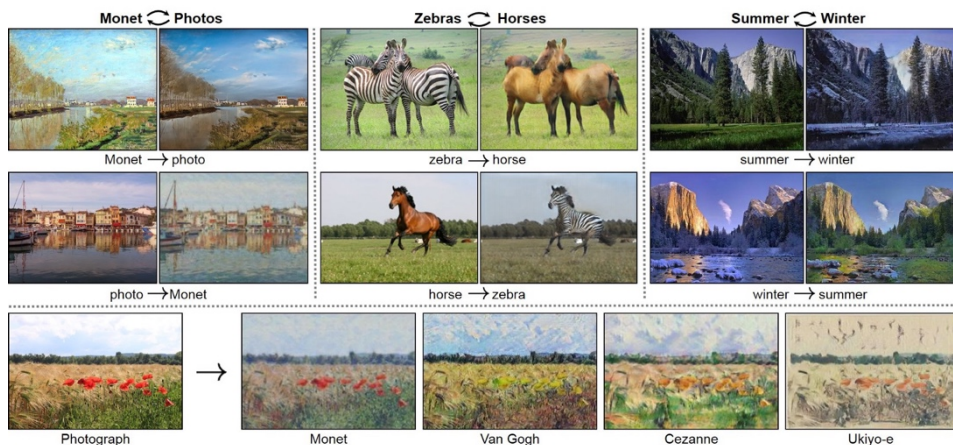 Monet Photos
Zebras Horses
Summer Winter
Monet → photo
zebra → horse
summer → winter
photo → Monet
horse → zebra
winter → summer
Photograph
Monet
Van Gogh
Cezanne
Ukiyo-e